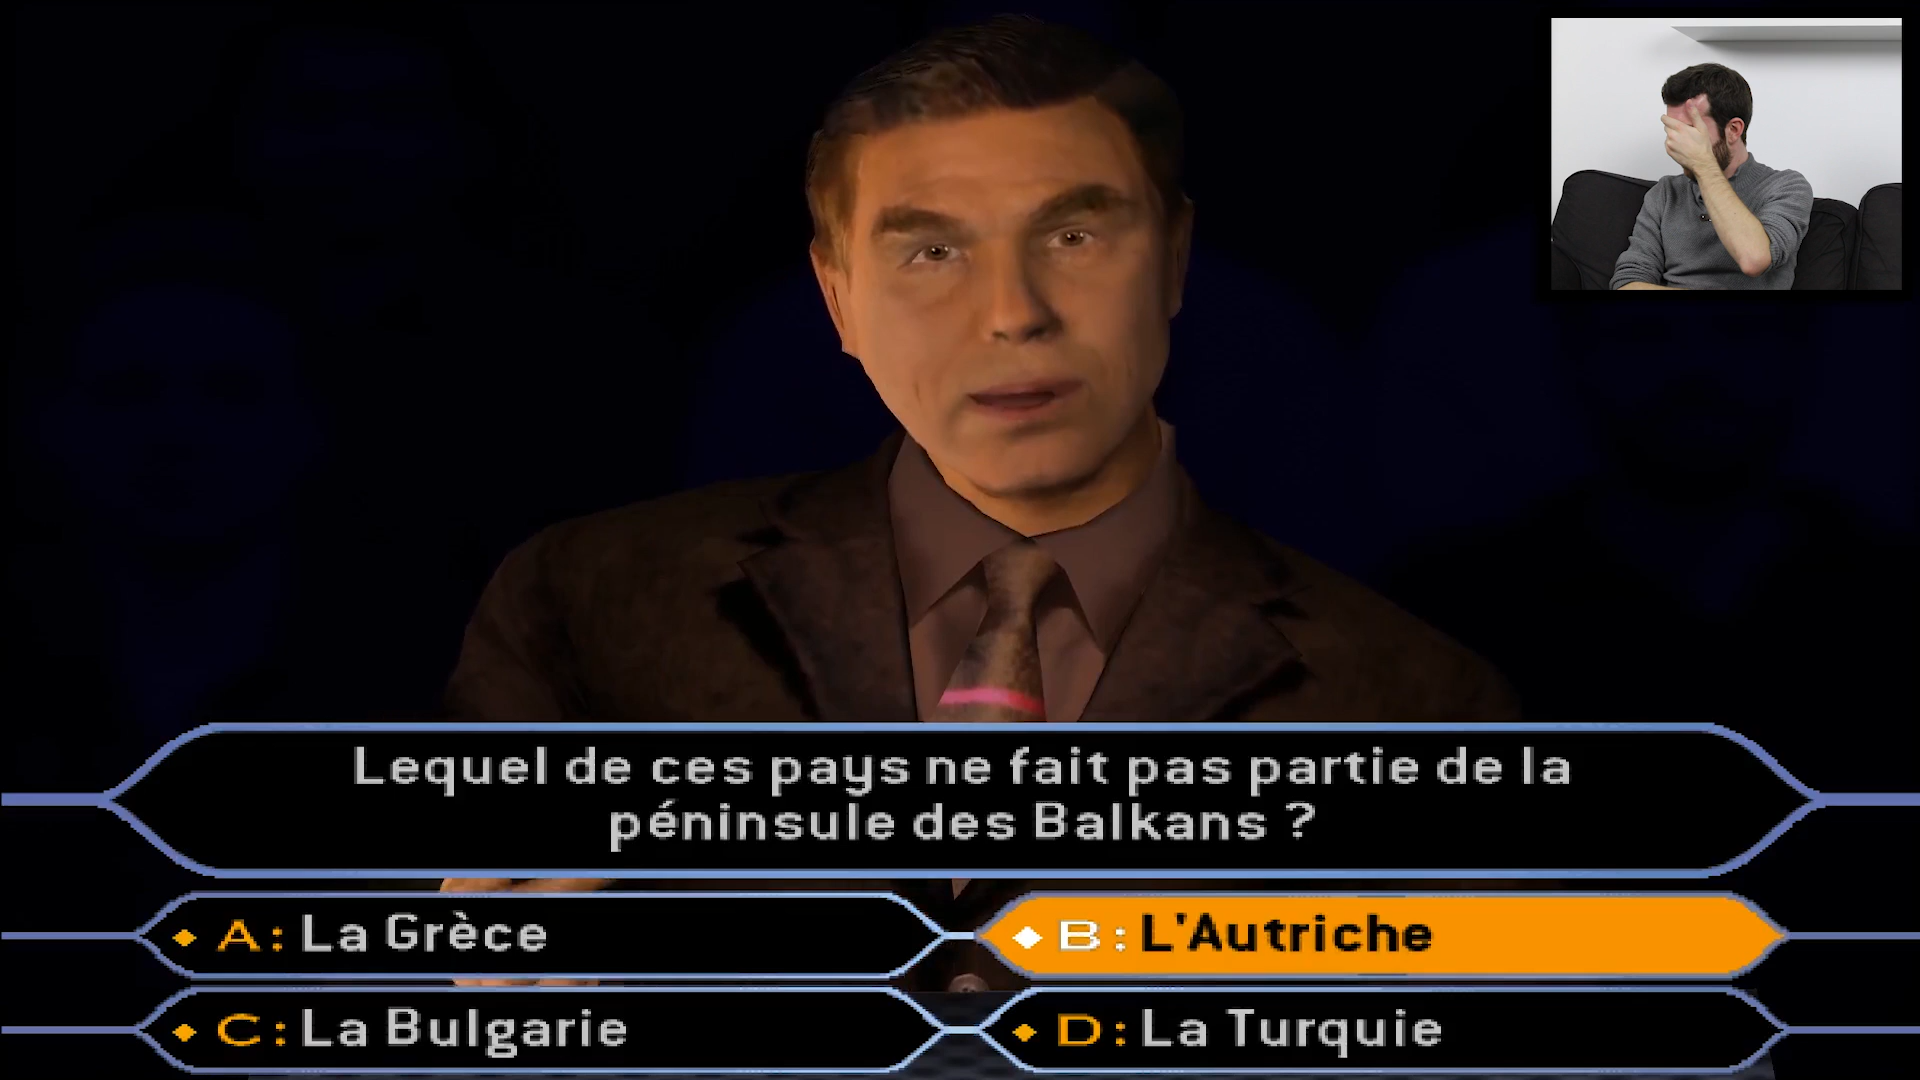 Lequel de ces pays ne fait pas partie de la
péninsule des Balkans ?
A: La Grèce
B: L'Autriche
C: La Bulgarie
D: La Turquie